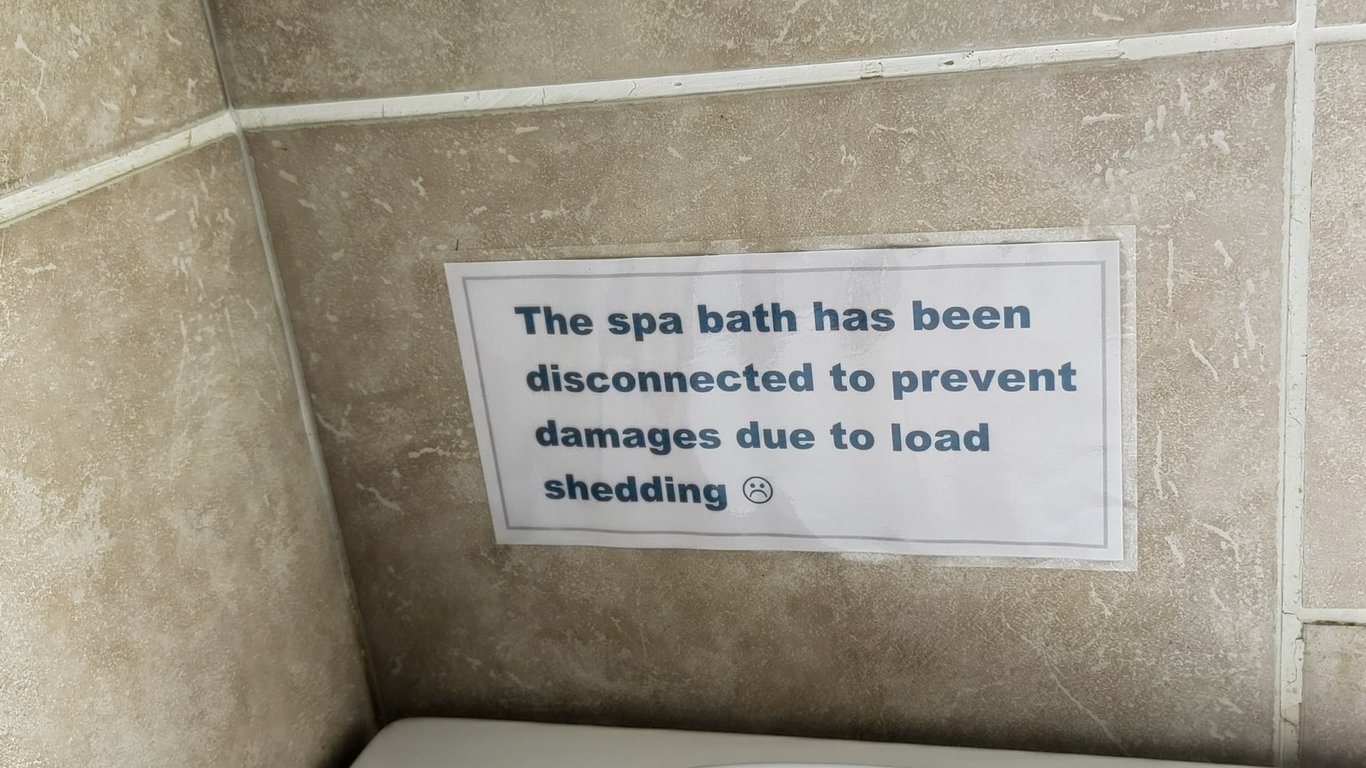 The spa bath has been
disconnected to prevent
damages due to load
shedding ☹